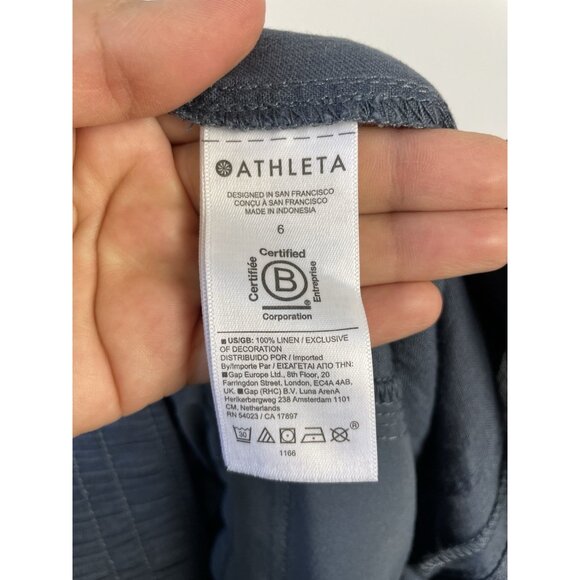 ATHLETA
DESIGNED IN SAN FRANCISCO
CONÇU À SAN FRANCISCO
MADE IN INDONESIA
6
Certified
Certifiée
B
Entreprise
®
Corporation
■ US/GB: 100% LINEN / EXCLUSIVE
OF DECORATION
DISTRIBUIDO POR / Imported
By/Importe Par / ΕΙΣΑΓΕΤΑΙ ΑΠΟ ΤΗΝ:
■ Gap Europe Ltd., 8th Floor, 20
Farringdon Street, London, EC4A 4AB,
UK. ■ Gap (RHC) B.V. Luna ArenA
Herikerbergweg 238 Amsterdam 1101
CM, Netherlands
RN 54023 / CA 17897
30
®
1166